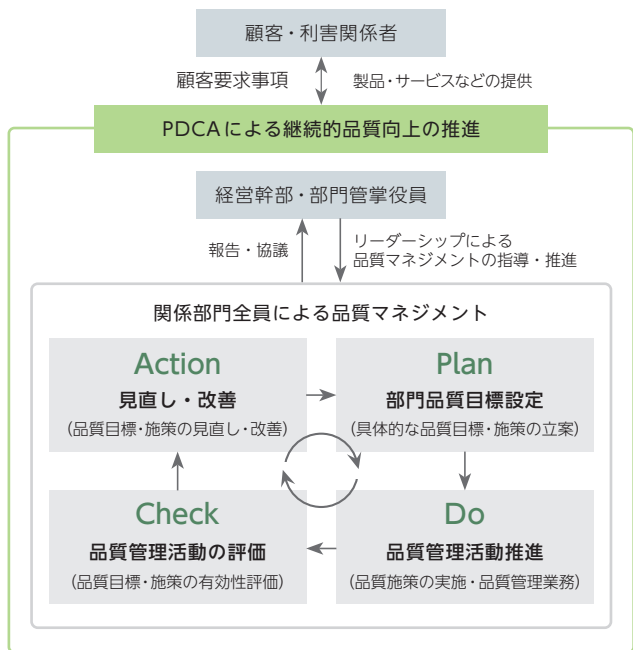 顧客・利害関係者
顧客要求事項
製品・サービスなどの提供
PDCAによる継続的品質向上の推進
経営幹部・部門管掌役員
報告・協議
リーダーシップによる
品質マネジメントの指導・推進
関係部門全員による品質マネジメント
Action
見直し・改善
(品質目標・施策の見直し・改善)
Plan
部門品質目標設定
(具体的な品質目標・施策の立案)
Check
品質管理活動の評価
(品質目標・施策の有効性評価)
Do
品質管理活動推進
(品質施策の実施・品質管理業務)